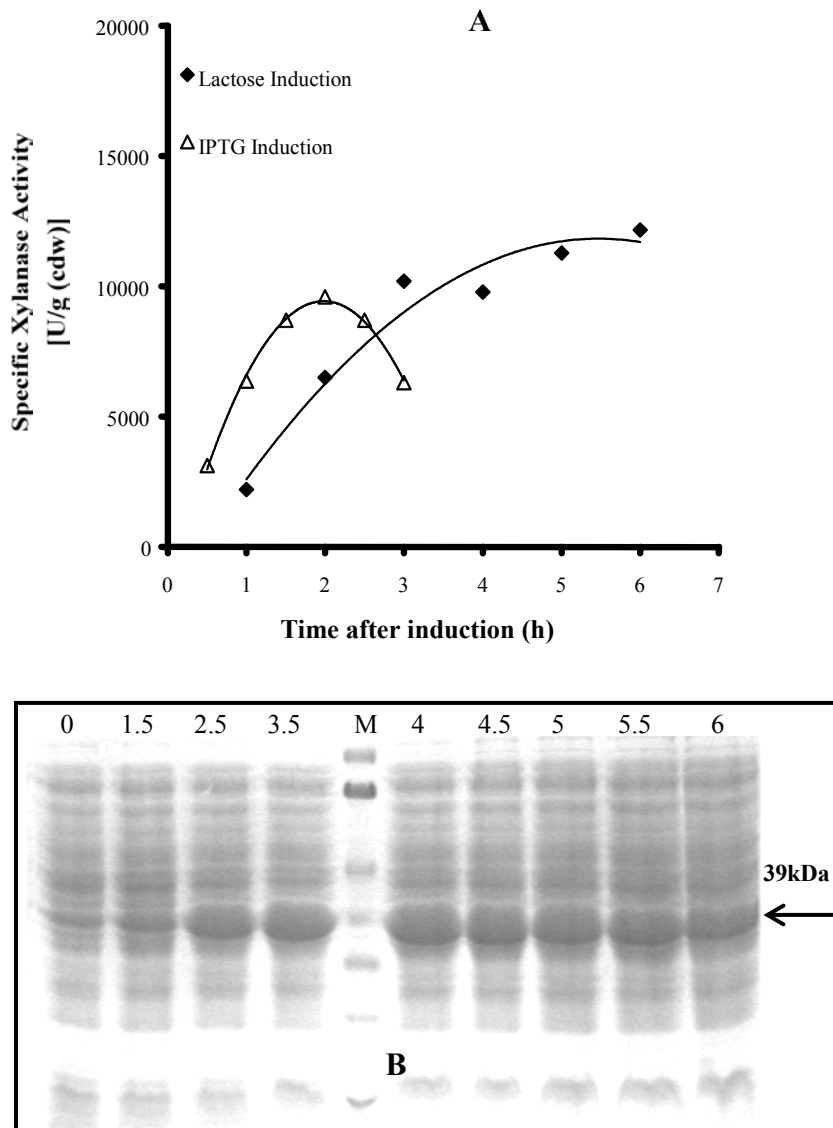 A
20000
15000
10000
5000
0
Specific Xylanase Activity
[U/g (cdw)]
Lactose Induction
IPTG Induction
0 1 2 3 4 5 6 7
Time after induction (h)
0 1.5 2.5 3.5 M 4 4.5 5 5.5 6
39kDa
B